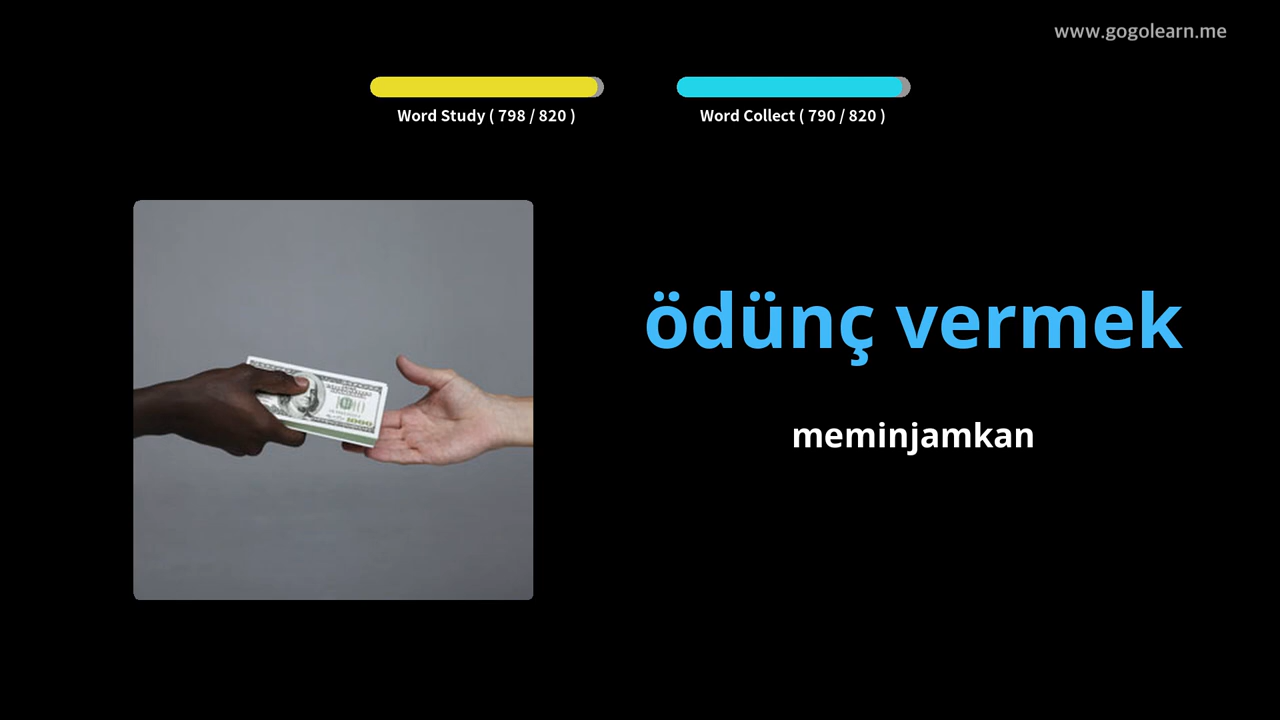 www.gogolearn.me
Word Study ( 798 / 820 )
Word Collect ( 790 / 820 )
ödünç vermek
meminjamkan